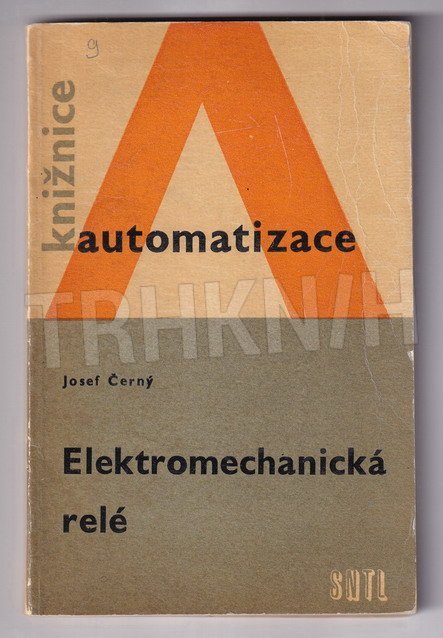 9
knižnice
automatizace
TRHKNIH
Josef Černý
Elektromechanická
relé
SNTL